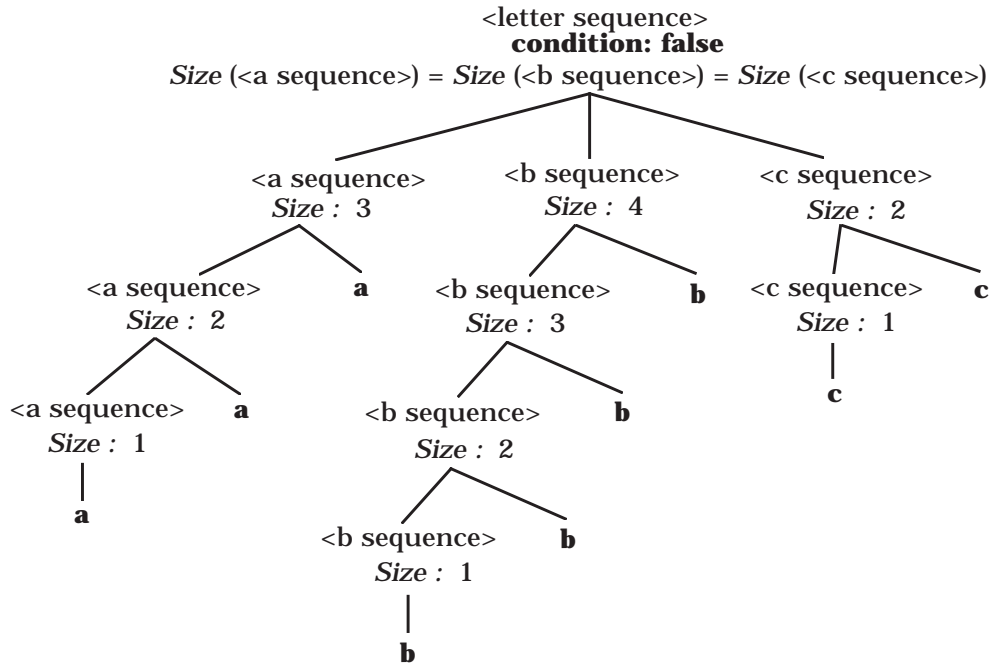 <letter sequence>
condition: false
Size (<a sequence>) = Size (<b sequence>) = Size (<c sequence>)
<a sequence> <b sequence> <c sequence>
Size : 3 Size : 4 Size : 2
<a sequence> a <b sequence> b <c sequence> c
Size : 2 Size : 3 Size : 1
<a sequence> a <b sequence> b c
Size : 1 Size : 2
a <b sequence> b
Size : 1
b